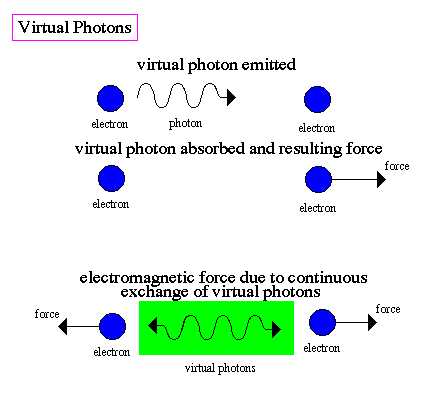 Virtual Photons
virtual photon emitted
electron
photon
electron
virtual photon absorbed and resulting force
force
electron
electron
electromagnetic force due to continuous
exchange of virtual photons
force
force
electron
electron
virtual photons